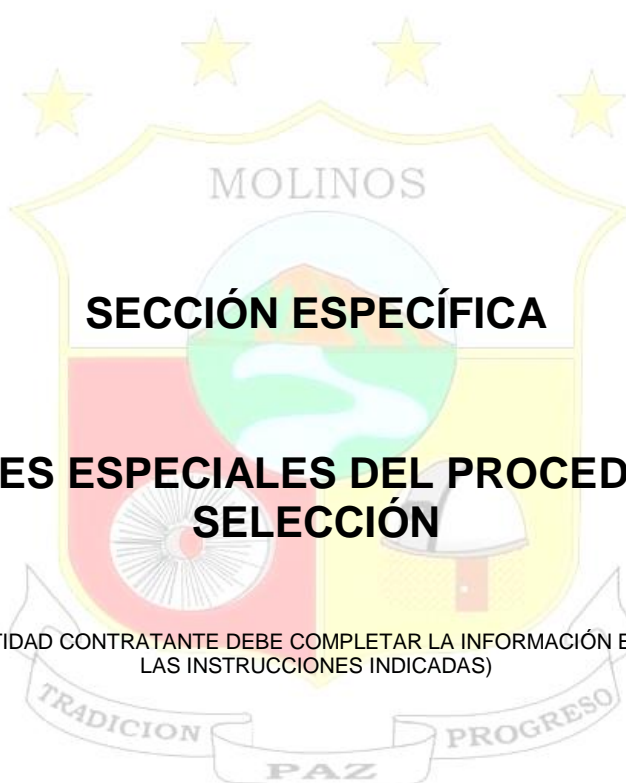 MOLINOS
SECCIÓN ESPECÍFICA
ES ESPECIALES DEL PROCED
SELECCIÓN
TIDAD CONTRATANTE DEBE COMPLETAR LA INFORMACIÓN E
LAS INSTRUCCIONES INDICADAS)
TRADICION
PAZ
PROGRESO